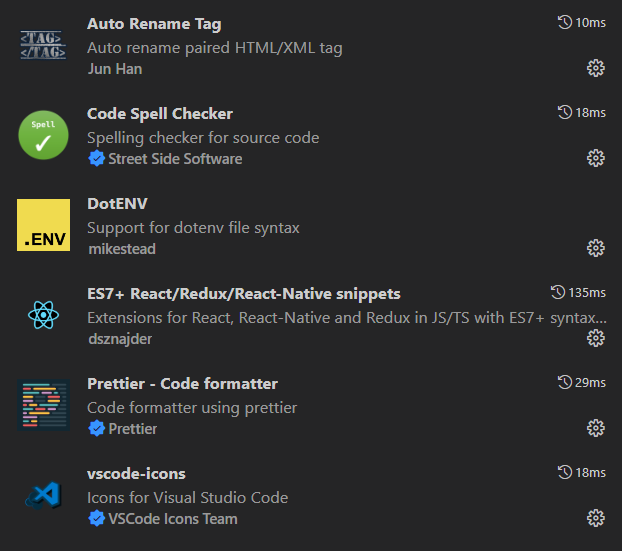 <TAG>
</TAG>
Auto Rename Tag
10ms
Auto rename paired HTML/XML tag
Jun Han
Spell
Code Spell Checker
18ms
Spelling checker for source code
Street Side Software
.ENV
DotENV
Support for dotenv file syntax
mikestead
ES7+ React/Redux/React-Native snippets
135ms
Extensions for React, React-Native and Redux in JS/TS with ES7+ syntax...
dsznajder
Prettier - Code formatter
29ms
Code formatter using prettier
Prettier
vscode-icons
18ms
Icons for Visual Studio Code
VSCode Icons Team